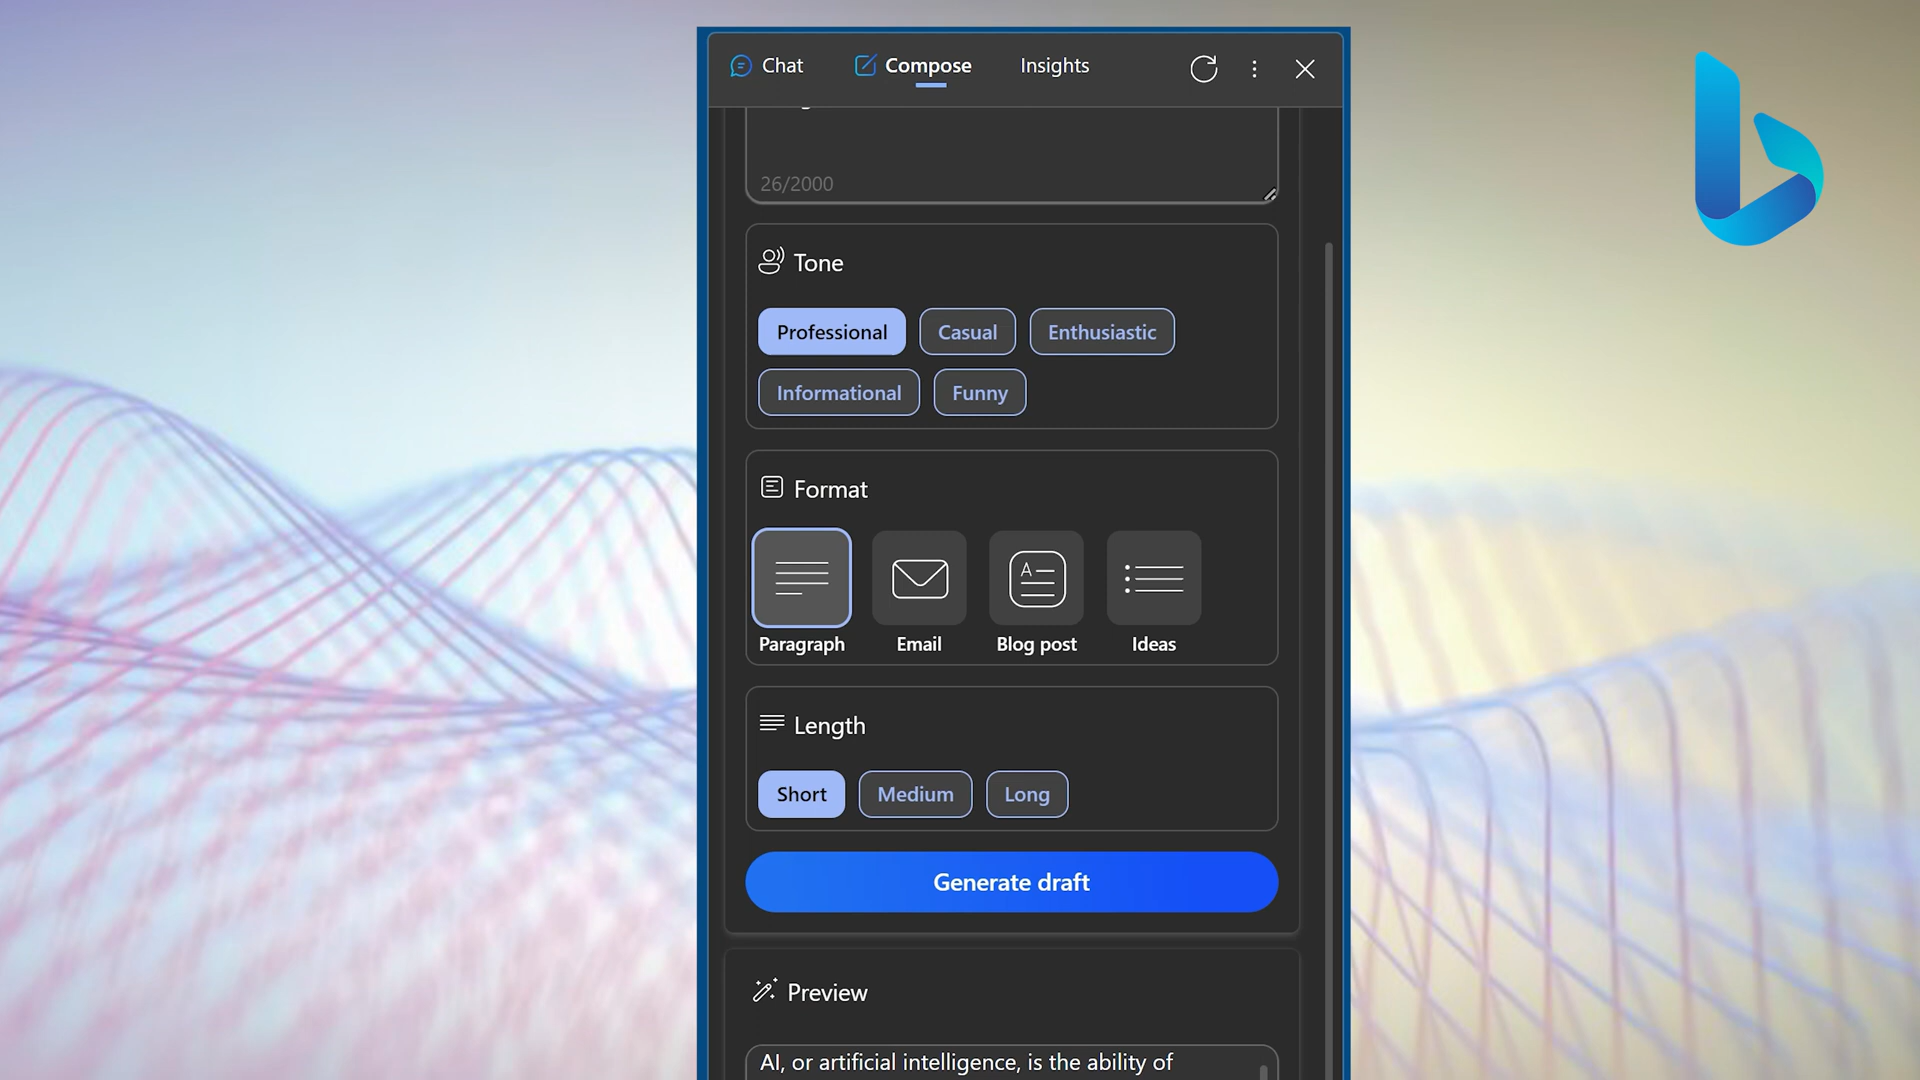 Chat Compose Insights
26/2000
Tone
Professional Casual Enthusiastic
Informational Funny
Format
A
Paragraph Email Blog post Ideas
Length
Short Medium Long
Generate draft
Preview
AI, or artificial intelligence, is the ability of